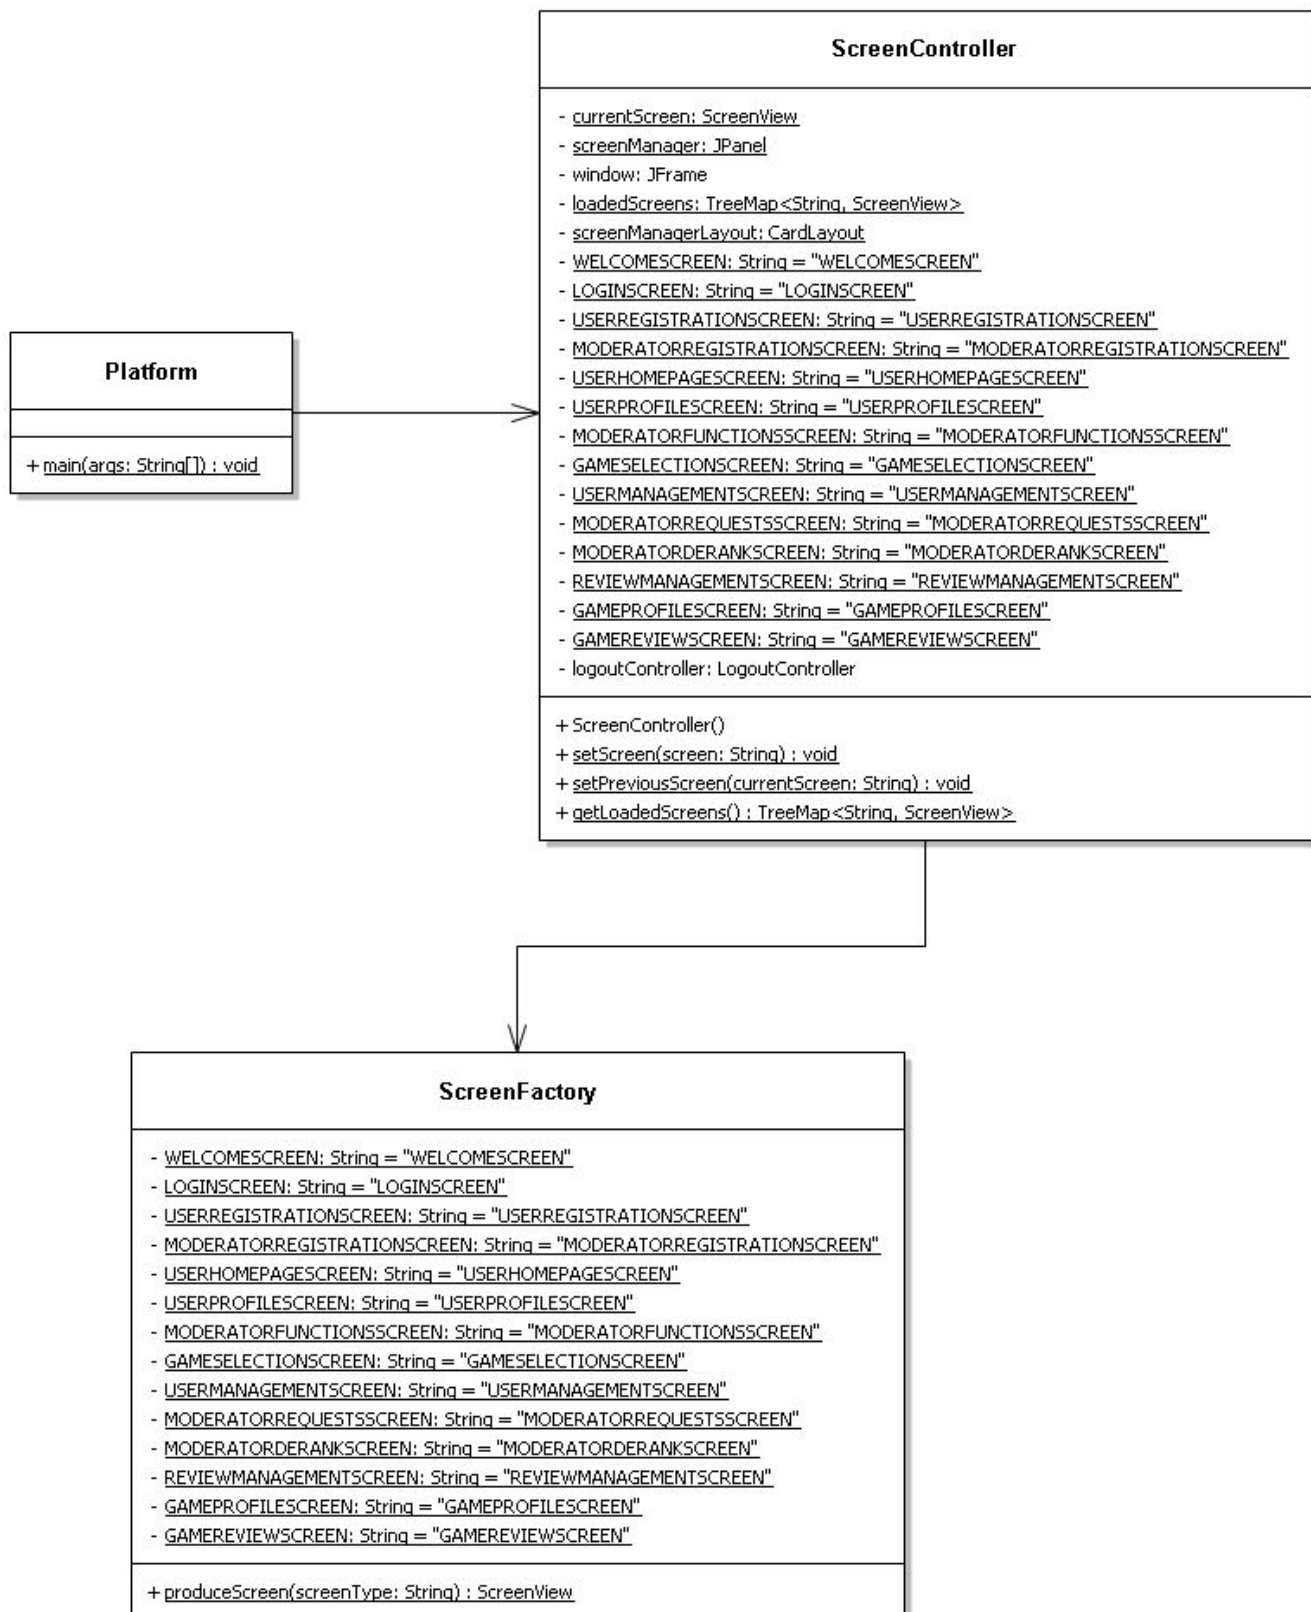 ScreenController
- currentScreen: ScreenView
- screenManager: JPanel
- window: JFrame
- loadedScreens: TreeMap<String, ScreenView>
- screenManagerLayout: CardLayout
- WELCOMESCREEN: String = "WELCOMESCREEN"
- LOGINSCREEN: String = "LOGINSCREEN"
- USERREGISTRATIONSCREEN: String = "USERREGISTRATIONSCREEN"
- MODERATORREGISTRATIONSCREEN: String = "MODERATORREGISTRATIONSCREEN"
- USERHOMEPAGESCREEN: String = "USERHOMEPAGESCREEN"
- USERPROFILESCREEN: String = "USERPROFILESCREEN"
- MODERATORFUNCTIONSSCREEN: String = "MODERATORFUNCTIONSSCREEN"
- GAMESELECTIONSCREEN: String = "GAMESELECTIONSCREEN"
- USERMANAGEMENTSCREEN: String = "USERMANAGEMENTSCREEN"
- MODERATORREQUESTSSCREEN: String = "MODERATORREQUESTSSCREEN"
- MODERATORDERANKSCREEN: String = "MODERATORDERANKSCREEN"
- REVIEWMANAGEMENTSCREEN: String = "REVIEWMANAGEMENTSCREEN"
- GAMEPROFILESCREEN: String = "GAMEPROFILESCREEN"
- GAMEREVIEWSCREEN: String = "GAMEREVIEWSCREEN"
- logoutController: LogoutController
+ ScreenController()
+ setScreen(screen: String) : void
+ setPreviousScreen(currentScreen: String) : void
+ getLoadedScreens() : TreeMap<String, ScreenView>
Platform
+ main(args: String[]) : void
ScreenFactory
- WELCOMESCREEN: String = "WELCOMESCREEN"
- LOGINSCREEN: String = "LOGINSCREEN"
- USERREGISTRATIONSCREEN: String = "USERREGISTRATIONSCREEN"
- MODERATORREGISTRATIONSCREEN: String = "MODERATORREGISTRATIONSCREEN"
- USERHOMEPAGESCREEN: String = "USERHOMEPAGESCREEN"
- USERPROFILESCREEN: String = "USERPROFILESCREEN"
- MODERATORFUNCTIONSSCREEN: String = "MODERATORFUNCTIONSSCREEN"
- GAMESELECTIONSCREEN: String = "GAMESELECTIONSCREEN"
- USERMANAGEMENTSCREEN: String = "USERMANAGEMENTSCREEN"
- MODERATORREQUESTSSCREEN: String = "MODERATORREQUESTSSCREEN"
- MODERATORDERANKSCREEN: String = "MODERATORDERANKSCREEN"
- REVIEWMANAGEMENTSCREEN: String = "REVIEWMANAGEMENTSCREEN"
- GAMEPROFILESCREEN: String = "GAMEPROFILESCREEN"
- GAMEREVIEWSCREEN: String = "GAMEREVIEWSCREEN"
+ produceScreen(screenType: String) : ScreenView